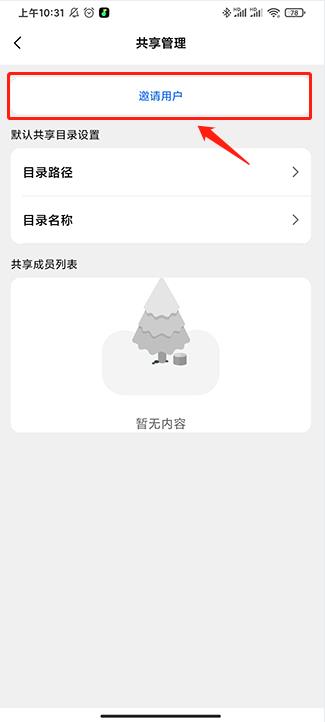 上午10:31
HD HD 78
共享管理
邀请用户
默认共享目录设置
目录路径
目录名称
共享成员列表
暂无内容